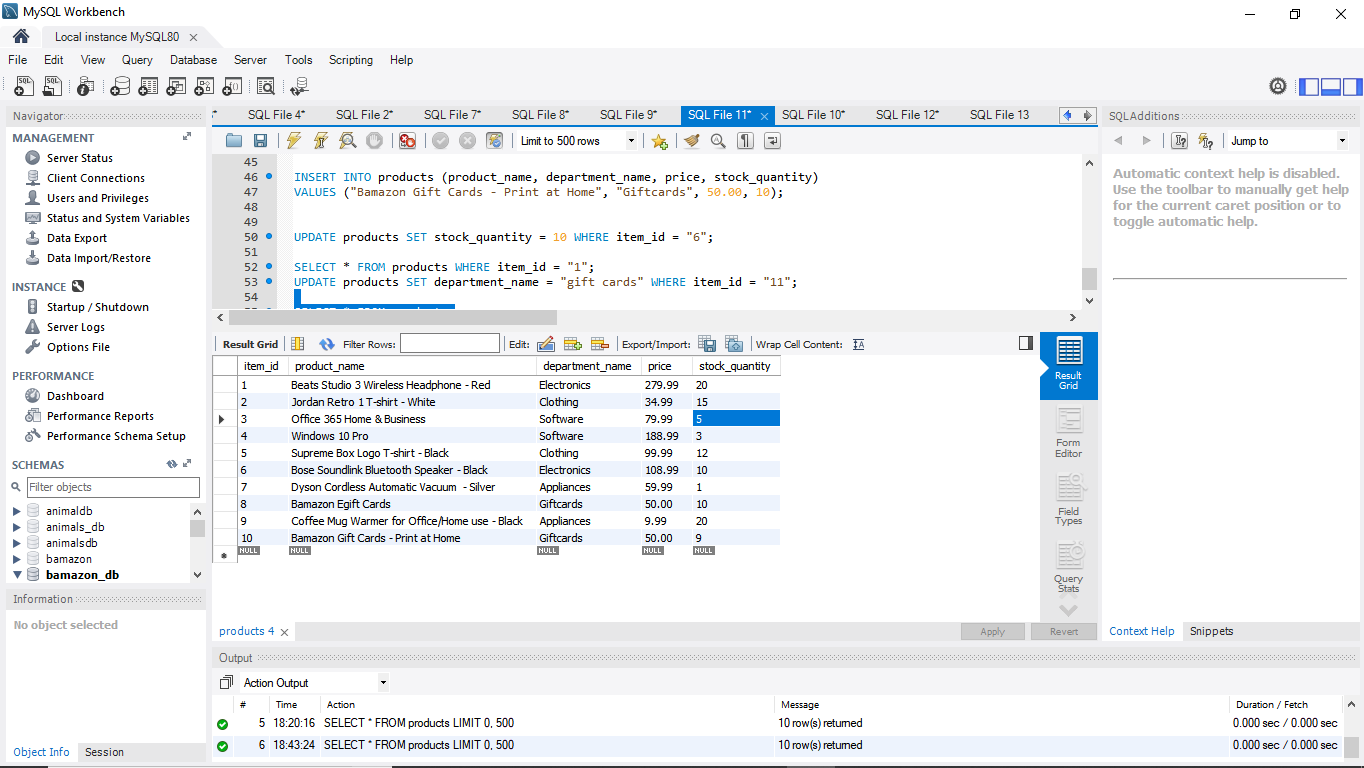 MySQL Workbench
Local instance MySQL80
File Edit View Query Database Server Tools Scripting Help
Navigator
MANAGEMENT
Server Status
Client Connections
Users and Privileges
Status and System Variables
Data Export
Data Import/Restore
INSTANCE
Startup / Shutdown
Server Logs
Options File
PERFORMANCE
Dashboard
Performance Reports
Performance Schema Setup
SCHEMAS
Filter objects
animaldb
animals_db
animalsdb
bamazon
bamazon_db
Information
No object selected
Object Info Session
SQL File 4* SQL File 2* SQL File 7* SQL File 8* SQL File 9* SQL File 11* SQL File 10* SQL File 12* SQL File 13
Limit to 500 rows
45
46 INSERT INTO products (product_name, department_name, price, stock_quantity)
47 VALUES ("Bamazon Gift Cards - Print at Home", "Giftcards", 50.00, 10);
48
49
50 UPDATE products SET stock_quantity = 10 WHERE item_id = "6";
51
52 SELECT * FROM products WHERE item_id = "1";
53 UPDATE products SET department_name = "gift cards" WHERE item_id = "11";
54
Result Grid Filter Rows: Edit: Export/Import: Wrap Cell Content:
item_id product_name department_name price stock_quantity
1 Beats Studio 3 Wireless Headphone - Red Electronics 279.99 20
2 Jordan Retro 1 T-shirt - White Clothing 34.99 15
3 Office 365 Home & Business Software 79.99 5
4 Windows 10 Pro Software 188.99 3
5 Supreme Box Logo T-shirt - Black Clothing 99.99 12
6 Bose Soundlink Bluetooth Speaker - Black Electronics 108.99 10
7 Dyson Cordless Automatic Vacuum - Silver Appliances 59.99 1
8 Bamazon Egift Cards Giftcards 50.00 10
9 Coffee Mug Warmer for Office/Home use - Black Appliances 9.99 20
10 Bamazon Gift Cards - Print at Home Giftcards 50.00 9
NULL NULL NULL NULL NULL
Result
Grid
Form
Editor
Field
Types
Query
Stats
products 4
Apply Revert
SQLAdditions
Jump to
Automatic context help is disabled.
Use the toolbar to manually get help
for the current caret position or to
toggle automatic help.
Context Help Snippets
Output
Action Output
# Time Action Message Duration / Fetch
5 18:20:16 SELECT * FROM products LIMIT 0, 500 10 row(s) returned 0.000 sec / 0.000 sec
6 18:43:24 SELECT * FROM products LIMIT 0, 500 10 row(s) returned 0.000 sec / 0.000 sec